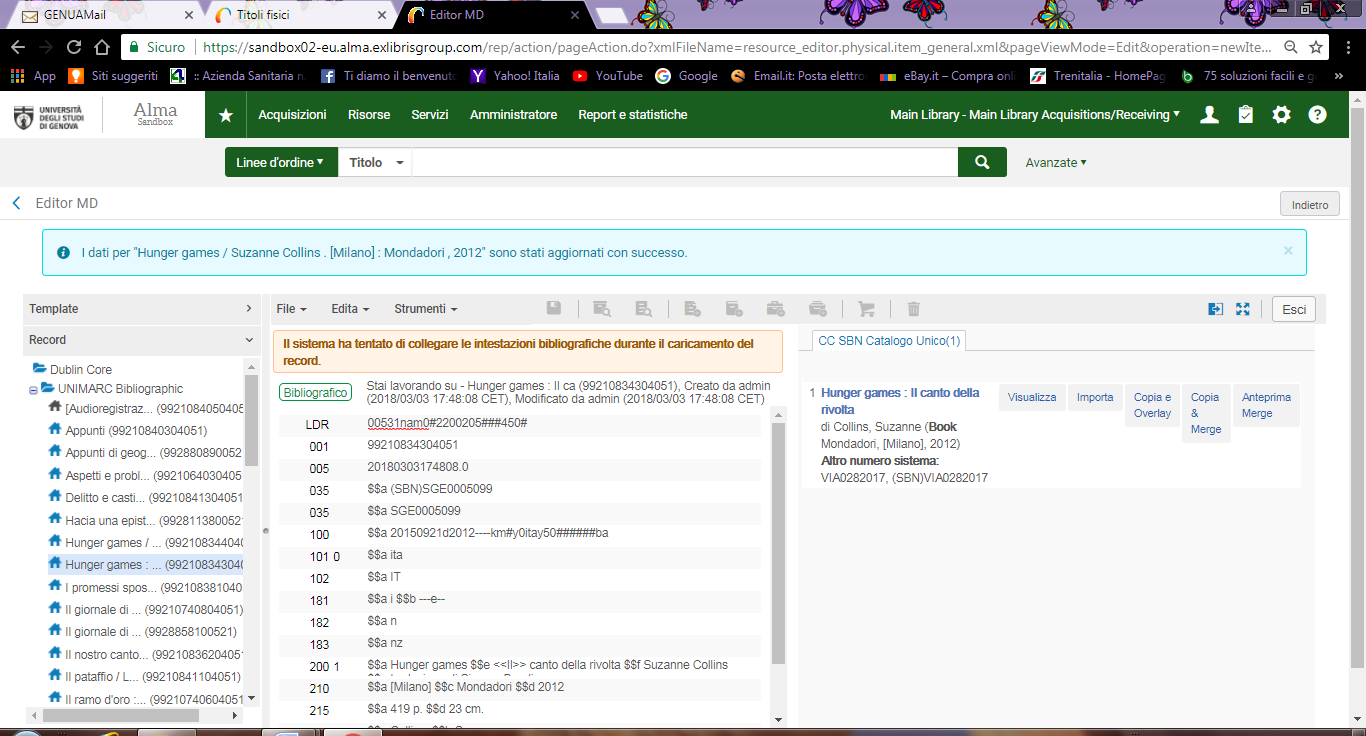 GENUAMail
Titoli fisici
Editor MD
Sicuro
https://sandbox02-eu.alma.exlibrisgroup.com/rep/action/pageAction.do?xmlFileName=resource_editor.physical.item_general.xml&pageViewMode=Edit&operation=newIte...
App
Siti suggeriti
:: Azienda Sanitaria n
Ti diamo il benvenuto
Yahoo! Italia
YouTube
Google
Email.it: Posta elettro
eBay.it – Compra onl
Trenitalia - HomePag
75 soluzioni facili e g
»
UNIVERSITÀ
DEGLI STUDI
DI GENOVA
Alma
Sandbox
Acquisizioni
Risorse
Servizi
Amministratore
Report e statistiche
Main Library - Main Library Acquisitions/Receiving
Linee d'ordine
Titolo
Avanzate
Editor MD
Indietro
I dati per "Hunger games / Suzanne Collins . [Milano] : Mondadori , 2012" sono stati aggiornati con successo.
Template
Record
Dublin Core
UNIMARC Bibliographic
[Audioregistraz... (9921084050405
Appunti (99210840304051)
Appunti di geog... (992880890052
Aspetti e probl... (9921064030405
Delitto e casti... (99210841304051
Hacia una epist... (992811380052
Hunger games / ... (992108344040
Hunger games : ... (992108343040
I promessi spos... (992108381040
Il giornale di ... (99210740804051)
Il giornale di ... (9928858100521)
Il nostro canto... (9921083620405
Il pataffio / L... (99210841104051)
Il ramo d'oro :... (99210740604051
File
Edita
Strumenti
Esci
Il sistema ha tentato di collegare le intestazioni bibliografiche durante il caricamento del
record.
Bibliografico
Stai lavorando su - Hunger games : Il ca (99210834304051), Creato da admin
(2018/03/03 17:48:08 CET), Modificato da admin (2018/03/03 17:48:08 CET)
LDR 00531nam0#2200205###450#
001 99210834304051
005 20180303174808.0
035 $$a (SBN)SGE0005099
035 $$a SGE0005099
100 $$a 20150921d2012----km#y0itay50######ba
101 0 $$a ita
102 $$a IT
181 $$a i $$b ---e--
182 $$a n
183 $$a nz
200 1 $$a Hunger games $$e <<Il>> canto della rivolta $$f Suzanne Collins
210 $$a [Milano] $$c Mondadori $$d 2012
215 $$a 419 p. $$d 23 cm.
CC SBN Catalogo Unico(1)
1 Hunger games : Il canto della
rivolta
di Collins, Suzanne (Book
Mondadori, [Milano], 2012)
Altro numero sistema:
VIA0282017, (SBN)VIA0282017
Visualizza
Importa
Copia e
Overlay
Copia
&
Merge
Anteprima
Merge